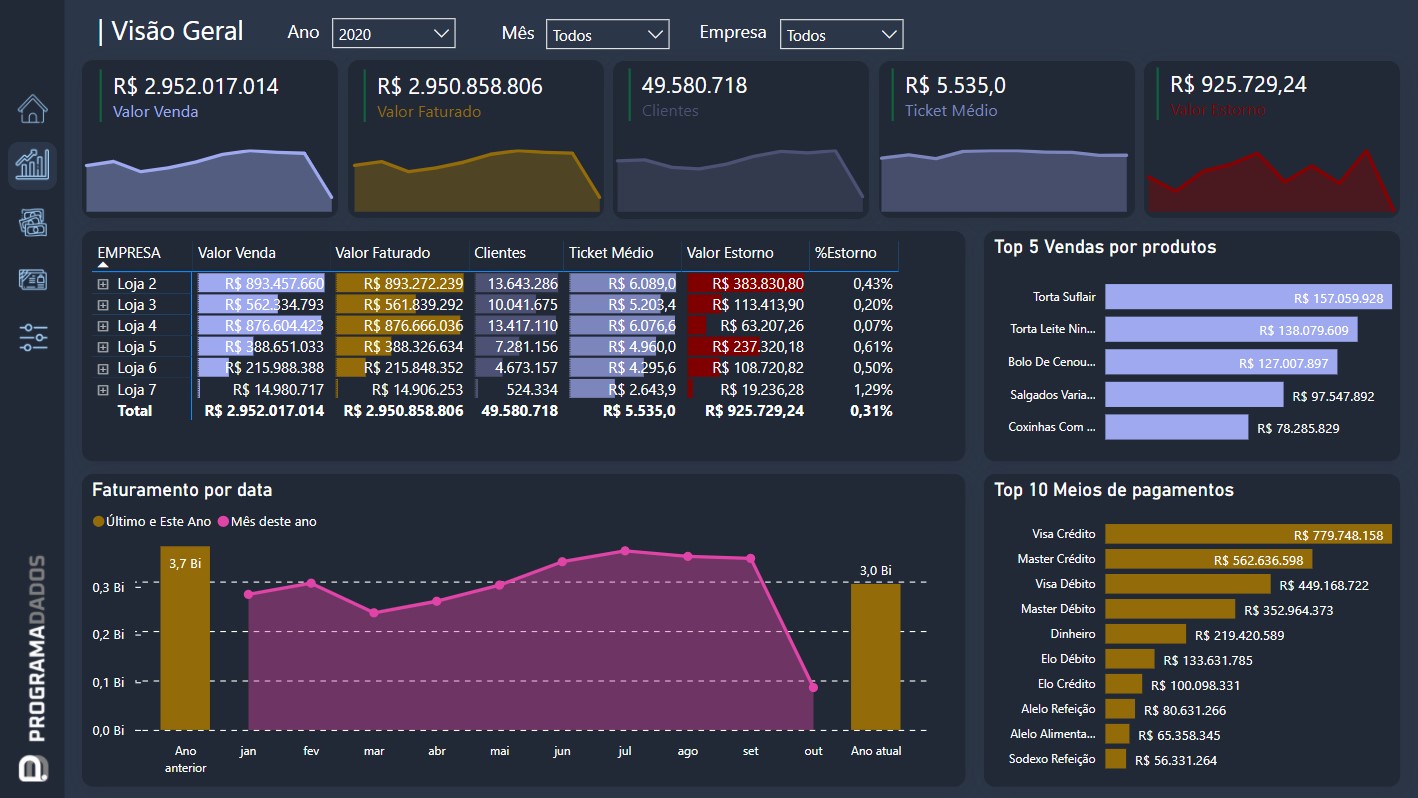 | Visão Geral
Ano 2020
Mês Todos
Empresa Todos
R$ 2.952.017.014
Valor Venda
R$ 2.950.858.806
Valor Faturado
49.580.718
Clientes
R$ 5.535,0
Ticket Médio
R$ 925.729,24
Valor Estorno
EMPRESA Valor Venda Valor Faturado Clientes Ticket Médio Valor Estorno %Estorno
Loja 2 R$ 893.457.660 R$ 893.272.239 13.643.286 R$ 6.089,0 R$ 383.830,80 0,43%
Loja 3 R$ 562.334.793 R$ 561.839.292 10.041.675 R$ 5.203,4 R$ 113.413,90 0,20%
Loja 4 R$ 876.604.423 R$ 876.666.036 13.417.110 R$ 6.076,6 R$ 63.207,26 0,07%
Loja 5 R$ 388.651.033 R$ 388.326.634 7.281.156 R$ 4.960,0 R$ 237.320,18 0,61%
Loja 6 R$ 215.988.388 R$ 215.848.352 4.673.157 R$ 4.295,6 R$ 108.720,82 0,50%
Loja 7 R$ 14.980.717 R$ 14.906.253 524.334 R$ 2.643,9 R$ 19.236,28 1,29%
Total R$ 2.952.017.014 R$ 2.950.858.806 49.580.718 R$ 5.535,0 R$ 925.729,24 0,31%
Top 5 Vendas por produtos
Torta Suflair R$ 157.059.928
Torta Leite Nin... R$ 138.079.609
Bolo De Cenou... R$ 127.007.897
Salgados Varia... R$ 97.547.892
Coxinhas Com ... R$ 78.285.829
Faturamento por data
Último e Este Ano Mês deste ano
3,7 Bi
3,0 Bi
0,3 Bi
0,2 Bi
0,1 Bi
0,0 Bi
Ano anterior jan fev mar abr mai jun jul ago set out Ano atual
Top 10 Meios de pagamentos
Visa Crédito R$ 779.748.158
Master Crédito R$ 562.636.598
Visa Débito R$ 449.168.722
Master Débito R$ 352.964.373
Dinheiro R$ 219.420.589
Elo Débito R$ 133.631.785
Elo Crédito R$ 100.098.331
Alelo Refeição R$ 80.631.266
Alelo Alimenta... R$ 65.358.345
Sodexo Refeição R$ 56.331.264
PROGRAMADADOS